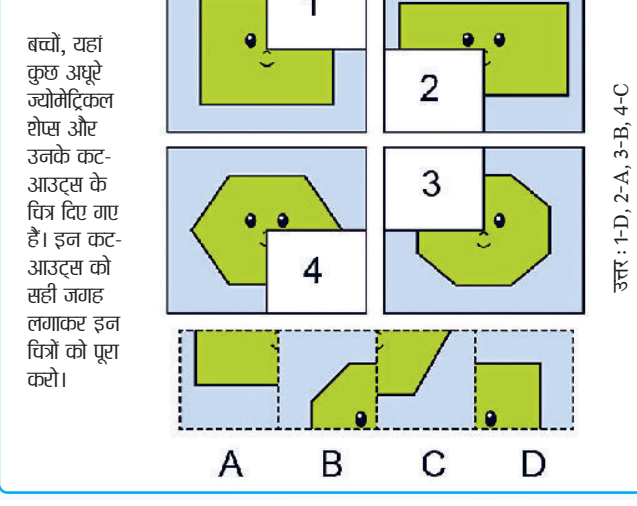 बच्चों, यहां
कुछ अधूरे
ज्योमेट्रिकल
शेप्स और
उनके कट-
आउट्स के
चित्र दिए गए
हैं। इन कट-
आउट्स को
सही जगह
लगाकर इन
चित्रों को पूरा
करो।
1
2
3
4
A B C D
उत्तर : 1-D, 2-A, 3-B, 4-C